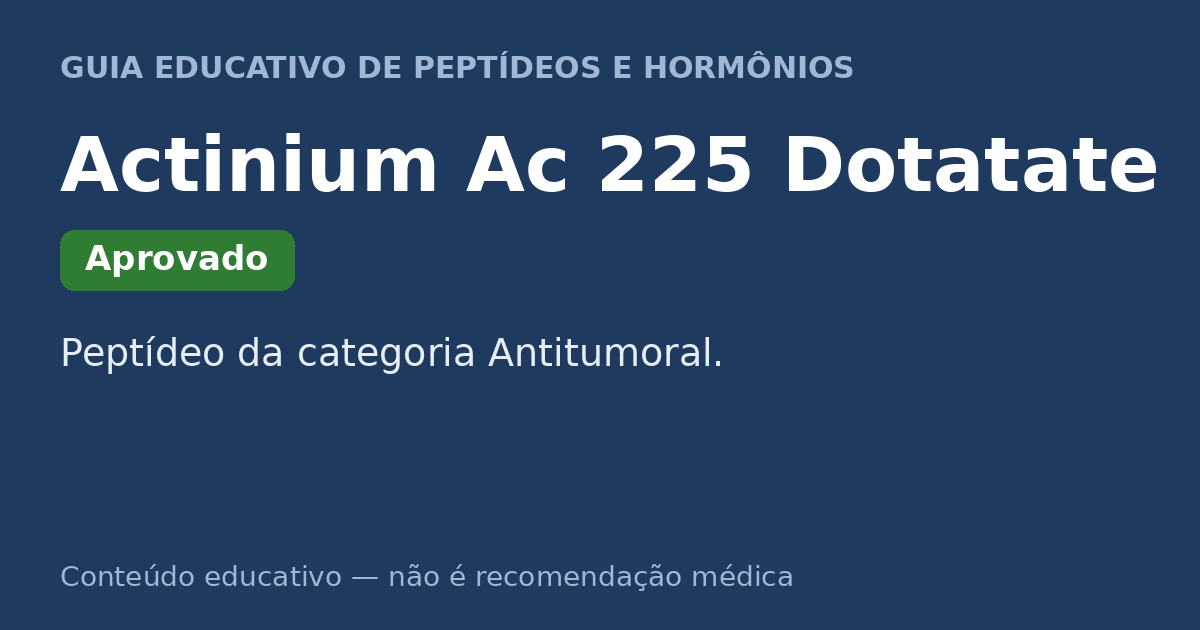 GUIA EDUCATIVO DE PEPTÍDEOS E HORMÔNIOS
Actinium Ac 225 Dotatate
Aprovado
Peptídeo da categoria Antitumoral.
Conteúdo educativo — não é recomendação médica